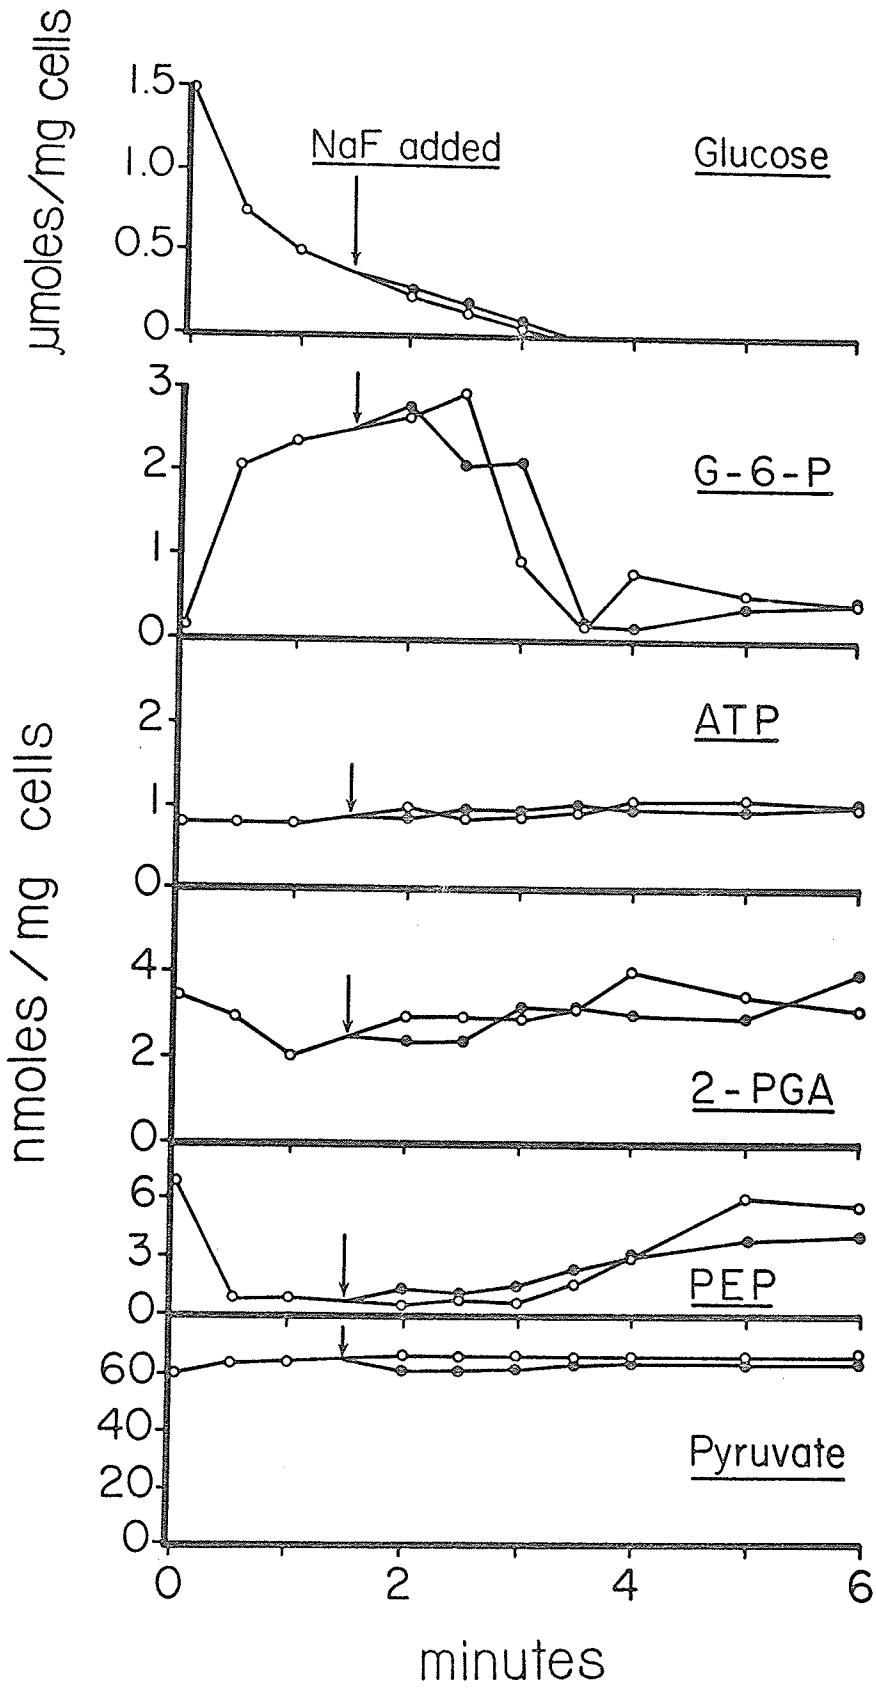 μmoles/mg cells
1.5
1.0
0.5
0
NaF added
Glucose
3
2
1
0
G-6-P
nmoles/mg cells
2
1
0
ATP
4
2
0
2-PGA
6
3
0
PEP
60
40
20
0
Pyruvate
0 2 4 6
minutes